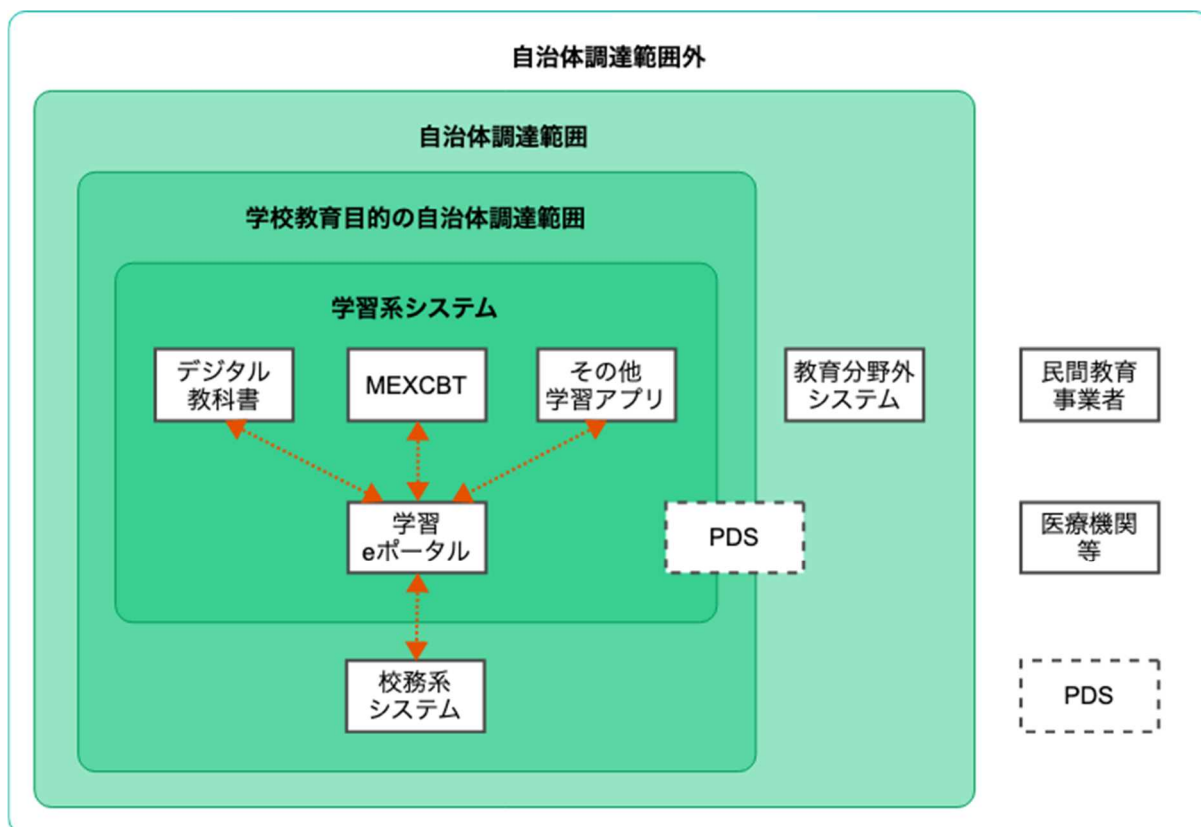 自治体調達範囲外
自治体調達範囲
学校教育目的の自治体調達範囲
学習系システム
デジタル
教科書
MEXCBT
その他
学習アプリ
教育分野外
システム
民間教育
事業者
学習
eポータル
PDS
医療機関
等
校務系
システム
PDS